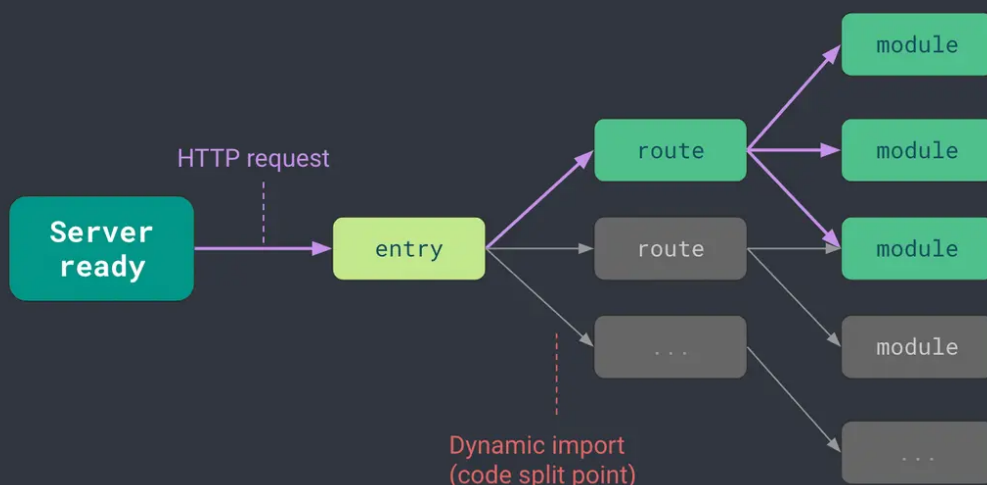 HTTP request
Server
ready
entry
route
route
...
module
module
module
module
...
Dynamic import
(code split point)